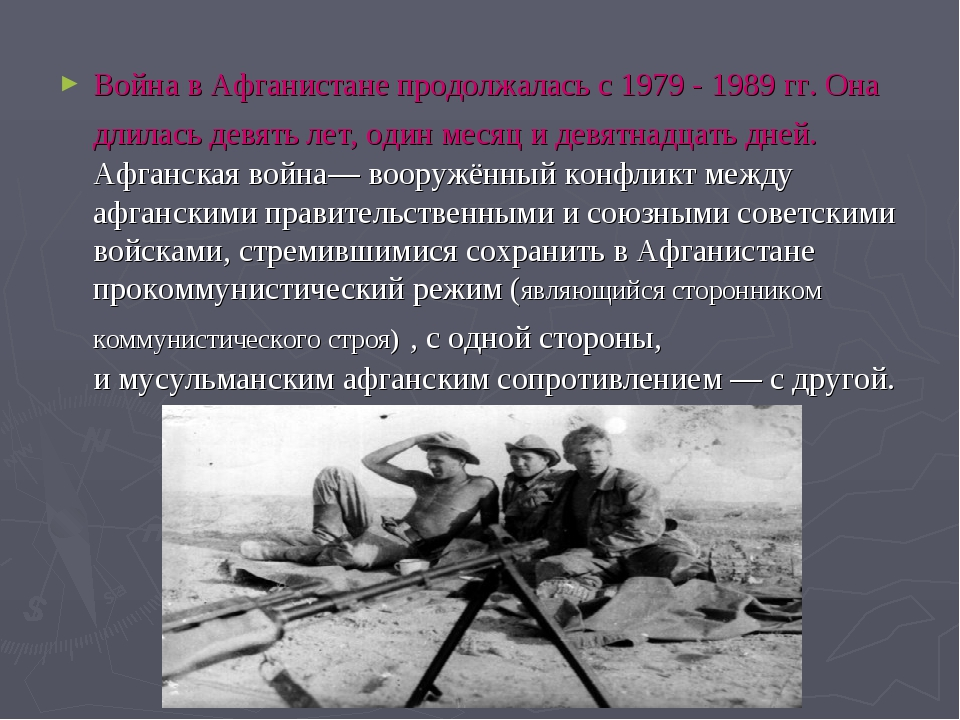 Война в Афганистане продолжалась с 1979 - 1989 гг. Она
длилась девять лет, один месяц и девятнадцать дней.
Афганская война— вооружённый конфликт между
афганскими правительственными и союзными советскими
войсками, стремившимися сохранить в Афганистане
прокоммунистический режим (являющийся сторонником
коммунистического строя) , с одной стороны,
и мусульманским афганским сопротивлением — с другой.
N
NW
E
S
SE